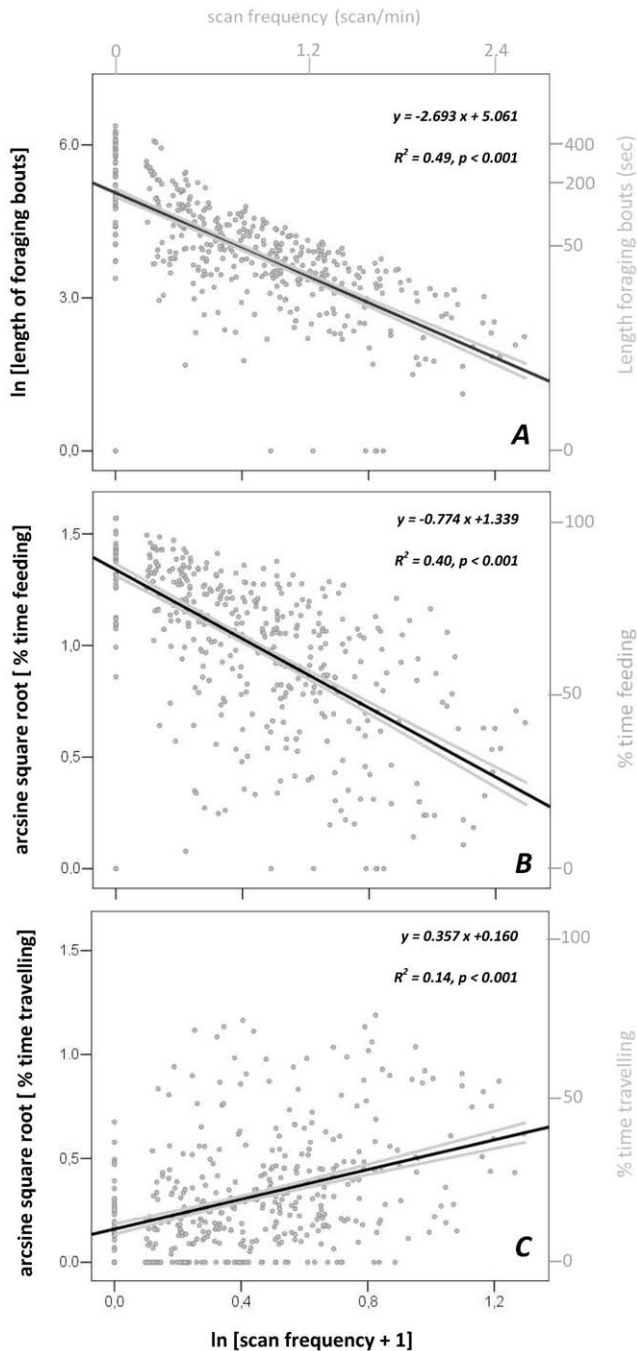 scan frequency (scan/min)
0 1.2 2.4
y = -2.693 x + 5.061
R² = 0.49, p < 0.001
ln [length of foraging bouts]
6.0
3.0
0,0
400
200
50
0
Length foraging bouts (sec)
A
y = -0.774 x +1.339
R² = 0.40, p < 0.001
arcsine square root [ % time feeding]
1.5
1.0
0.5
0.0
100
50
0
% time feeding
B
y = 0.357 x +0.160
R² = 0.14, p < 0.001
arcsine square root [ % time travelling]
1.5
1.0
0.5
0.0
100
50
0
% time travelling
C
0,0 0,4 0,8 1,2
ln [scan frequency + 1]